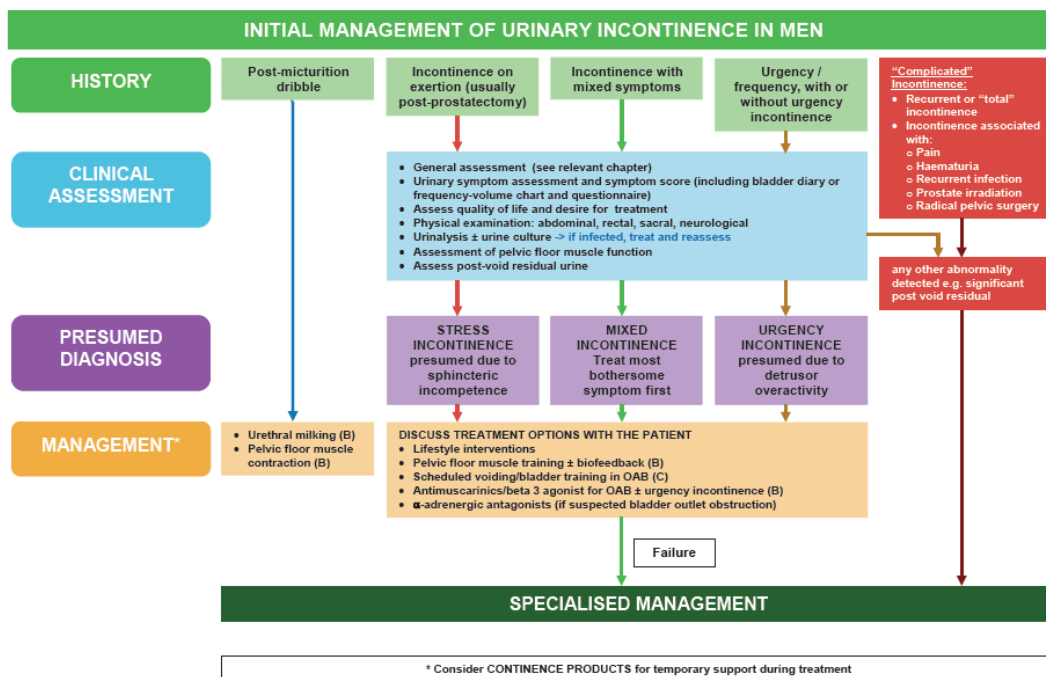 INITIAL MANAGEMENT OF URINARY INCONTINENCE IN MEN
HISTORY
Post-micturition
dribble
Incontinence on
exertion (usually
post-prostatectomy)
Incontinence with
mixed symptoms
Urgency /
frequency, with or
without urgency
incontinence
“Complicated”
Incontinence:
• Recurrent or “total”
incontinence
• Incontinence associated
with:
o Pain
o Haematuria
o Recurrent infection
o Prostate irradiation
o Radical pelvic surgery
CLINICAL
ASSESSMENT
• General assessment (see relevant chapter)
• Urinary symptom assessment and symptom score (including bladder diary or
frequency-volume chart and questionnaire)
• Assess quality of life and desire for treatment
• Physical examination: abdominal, rectal, sacral, neurological
• Urinalysis ± urine culture -> if infected, treat and reassess
• Assessment of pelvic floor muscle function
• Assess post-void residual urine
any other abnormality
detected e.g. significant
post void residual
PRESUMED
DIAGNOSIS
STRESS
INCONTINENCE
presumed due to
sphincteric
incompetence
MIXED
INCONTINENCE
Treat most
bothersome
symptom first
URGENCY
INCONTINENCE
presumed due to
detrusor
overactivity
MANAGEMENT*
• Urethral milking (B)
• Pelvic floor muscle
contraction (B)
DISCUSS TREATMENT OPTIONS WITH THE PATIENT
• Lifestyle interventions
• Pelvic floor muscle training ± biofeedback (B)
• Scheduled voiding/bladder training in OAB (C)
• Antimuscarinics/beta 3 agonist for OAB ± urgency incontinence (B)
• α-adrenergic antagonists (if suspected bladder outlet obstruction)
Failure
SPECIALISED MANAGEMENT
* Consider CONTINENCE PRODUCTS for temporary support during treatment